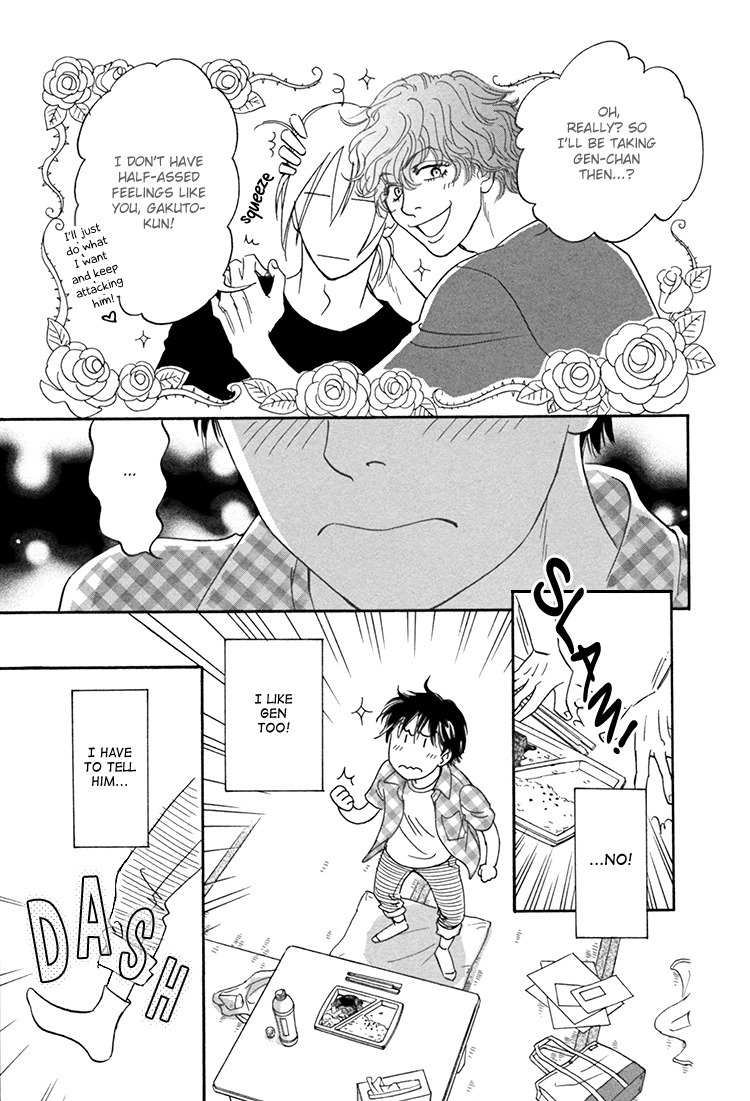 OH,
REALLY? SO
I'LL BE TAKING
GEN-CHAN
THEN...?
I DON'T HAVE
HALF-ASSED
FEELINGS LIKE
YOU, GAKUTO-
KUN!
squeeze
I'll just
do what
I want
and keep
attacking
him!
...
SLAM!
...NO!
I LIKE
GEN
TOO!
I HAVE
TO TELL
HIM...
DASH